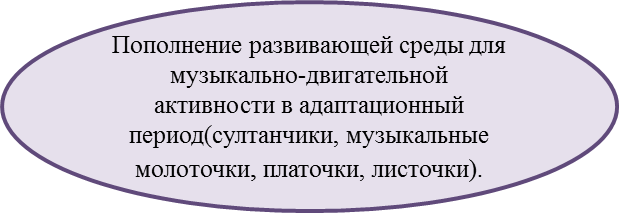 Пополнение развивающей среды для
музыкально-двигательной
активности в адаптационный
период(султанчики, музыкальные
молоточки, платочки, листочки).